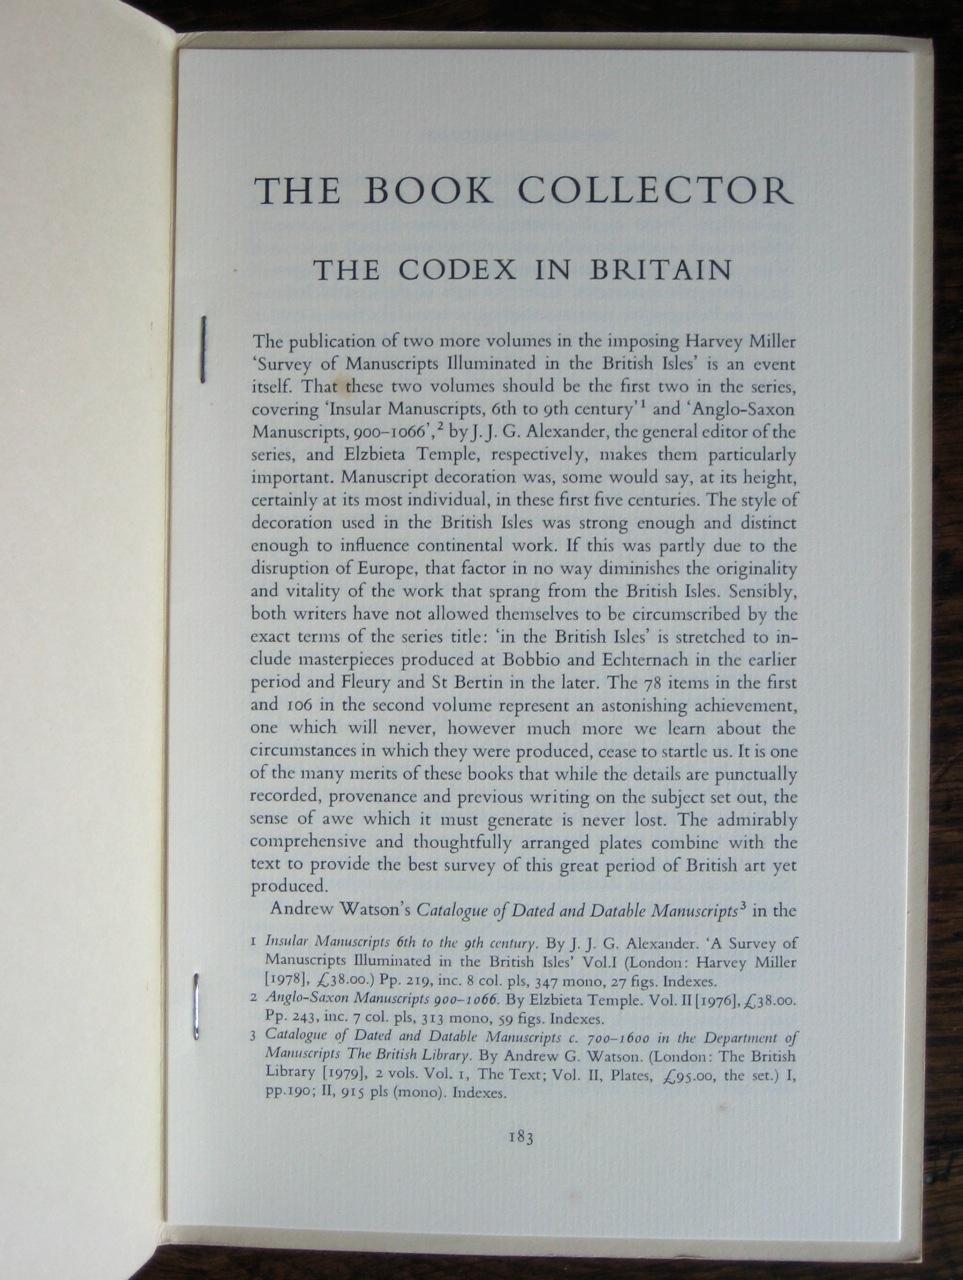 THE BOOK COLLECTOR
THE CODEX IN BRITAIN
The publication of two more volumes in the imposing Harvey Miller
‘Survey of Manuscripts Illuminated in the British Isles’ is an event
itself. That these two volumes should be the first two in the series,
covering ‘Insular Manuscripts, 6th to 9th century’¹ and ‘Anglo-Saxon
Manuscripts, 900–1066’,² by J. J. G. Alexander, the general editor of the
series, and Elzbieta Temple, respectively, makes them particularly
important. Manuscript decoration was, some would say, at its height,
certainly at its most individual, in these first five centuries. The style of
decoration used in the British Isles was strong enough and distinct
enough to influence continental work. If this was partly due to the
disruption of Europe, that factor in no way diminishes the originality
and vitality of the work that sprang from the British Isles. Sensibly,
both writers have not allowed themselves to be circumscribed by the
exact terms of the series title: ‘in the British Isles’ is stretched to in-
clude masterpieces produced at Bobbio and Echternach in the earlier
period and Fleury and St Bertin in the later. The 78 items in the first
and 106 in the second volume represent an astonishing achievement,
one which will never, however much more we learn about the
circumstances in which they were produced, cease to startle us. It is one
of the many merits of these books that while the details are punctually
recorded, provenance and previous writing on the subject set out, the
sense of awe which it must generate is never lost. The admirably
comprehensive and thoughtfully arranged plates combine with the
text to provide the best survey of this great period of British art yet
produced.
Andrew Watson’s Catalogue of Dated and Datable Manuscripts³ in the
1 Insular Manuscripts 6th to the 9th century. By J. J. G. Alexander. ‘A Survey of
Manuscripts Illuminated in the British Isles’ Vol.I (London: Harvey Miller
[1978], £38.00.) Pp. 219, inc. 8 col. pls, 347 mono, 27 figs. Indexes.
2 Anglo-Saxon Manuscripts 900–1066. By Elzbieta Temple. Vol. II [1976], £38.00.
Pp. 243, inc. 7 col. pls, 313 mono, 59 figs. Indexes.
3 Catalogue of Dated and Datable Manuscripts c. 700–1600 in the Department of
Manuscripts The British Library. By Andrew G. Watson. (London: The British
Library [1979], 2 vols. Vol. 1, The Text; Vol. II, Plates, £95.00, the set.) I,
pp.190; II, 915 pls (mono). Indexes.
183